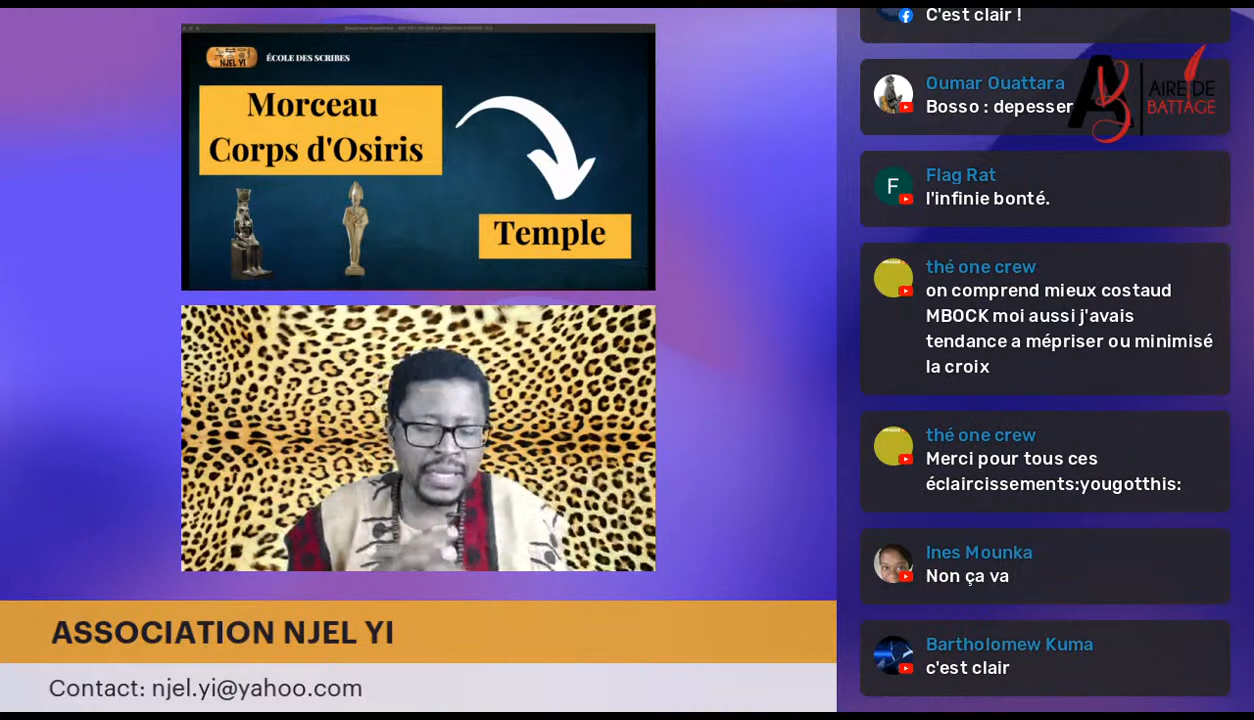 NJEL YI
ÉCOLE DES SCRIBES
Morceau
Corps d'Osiris
Temple
ASSOCIATION NJEL YI
Contact: njel.yi@yahoo.com
C'est clair !
AIRE DE
BATTAGE
Oumar Ouattara
Bosso : depesser
Flag Rat
F
l'infinie bonté.
thé one crew
on comprend mieux costaud
MBOCK moi aussi j'avais
tendance a mépriser ou minimisé
la croix
thé one crew
Merci pour tous ces
éclaircissements:yougotthis:
Ines Mounka
Non ça va
Bartholomew Kuma
c'est clair